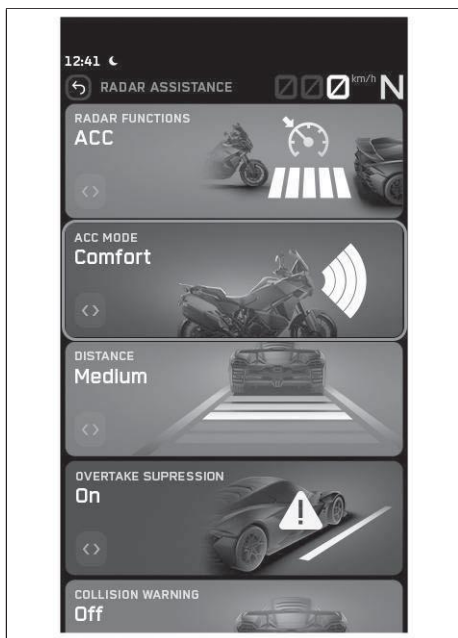 12:41
RADAR ASSISTANCE 000 km/h N
RADAR FUNCTIONS
ACC
ACC MODE
Comfort
DISTANCE
Medium
OVERTAKE SUPRESSION
On
COLLISION WARNING
Off